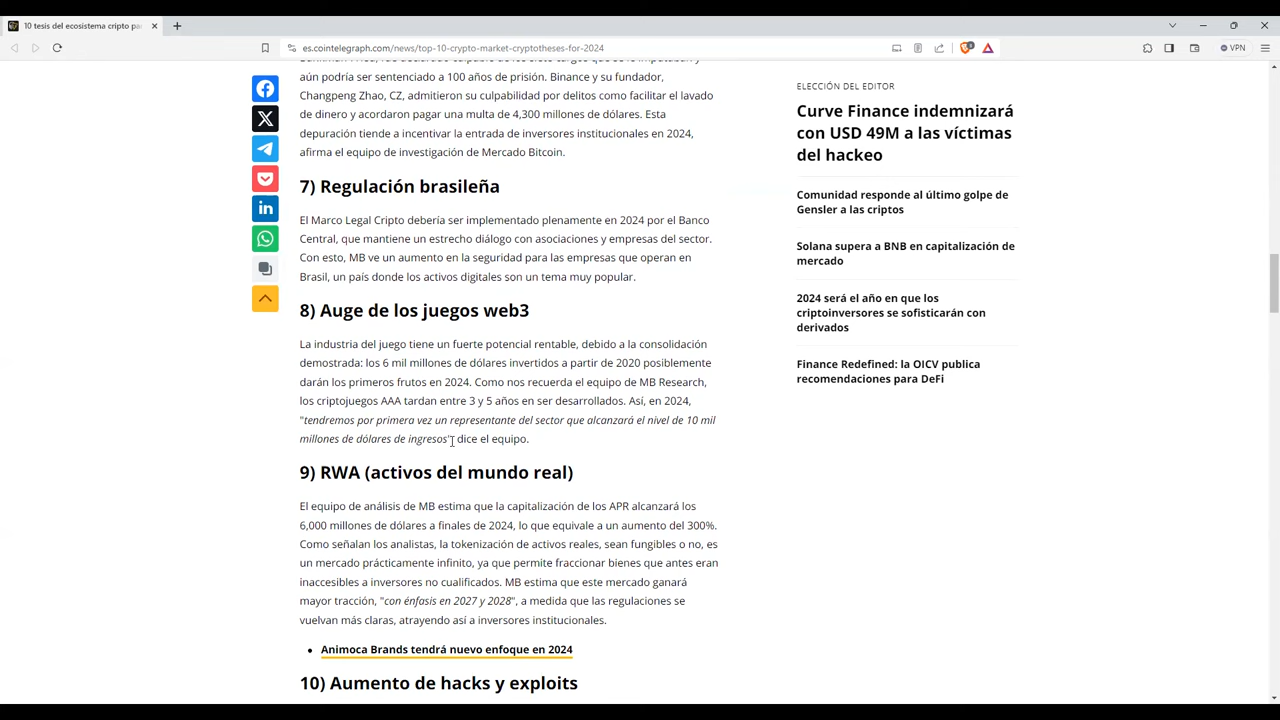 10 tesis del ecosistema cripto pa
es.cointelegraph.com/news/top-10-crypto-market-cryptotheses-for-2024
VPN
aún podría ser sentenciado a 100 años de prisión. Binance y su fundador,
Changpeng Zhao, CZ, admitieron su culpabilidad por delitos como facilitar el lavado
de dinero y acordaron pagar una multa de 4,300 millones de dólares. Esta
depuración tiende a incentivar la entrada de inversores institucionales en 2024,
afirma el equipo de investigación de Mercado Bitcoin.
7) Regulación brasileña
El Marco Legal Cripto debería ser implementado plenamente en 2024 por el Banco
Central, que mantiene un estrecho diálogo con asociaciones y empresas del sector.
Con esto, MB ve un aumento en la seguridad para las empresas que operan en
Brasil, un país donde los activos digitales son un tema muy popular.
8) Auge de los juegos web3
La industria del juego tiene un fuerte potencial rentable, debido a la consolidación
demostrada: los 6 mil millones de dólares invertidos a partir de 2020 posiblemente
darán los primeros frutos en 2024. Como nos recuerda el equipo de MB Research,
los criptojuegos AAA tardan entre 3 y 5 años en ser desarrollados. Así, en 2024,
"tendremos por primera vez un representante del sector que alcanzará el nivel de 10 mil
millones de dólares de ingresos", dice el equipo.
9) RWA (activos del mundo real)
El equipo de análisis de MB estima que la capitalización de los APR alcanzará los
6,000 millones de dólares a finales de 2024, lo que equivale a un aumento del 300%.
Como señalan los analistas, la tokenización de activos reales, sean fungibles o no, es
un mercado prácticamente infinito, ya que permite fraccionar bienes que antes eran
inaccesibles a inversores no cualificados. MB estima que este mercado ganará
mayor tracción, "con énfasis en 2027 y 2028", a medida que las regulaciones se
vuelvan más claras, atrayendo así a inversores institucionales.
Animoca Brands tendrá nuevo enfoque en 2024
10) Aumento de hacks y exploits
ELECCIÓN DEL EDITOR
Curve Finance indemnizará
con USD 49M a las víctimas
del hackeo
Comunidad responde al último golpe de
Gensler a las criptos
Solana supera a BNB en capitalización de
mercado
2024 será el año en que los
criptoinversores se sofisticarán con
derivados
Finance Redefined: la OICV publica
recomendaciones para DeFi